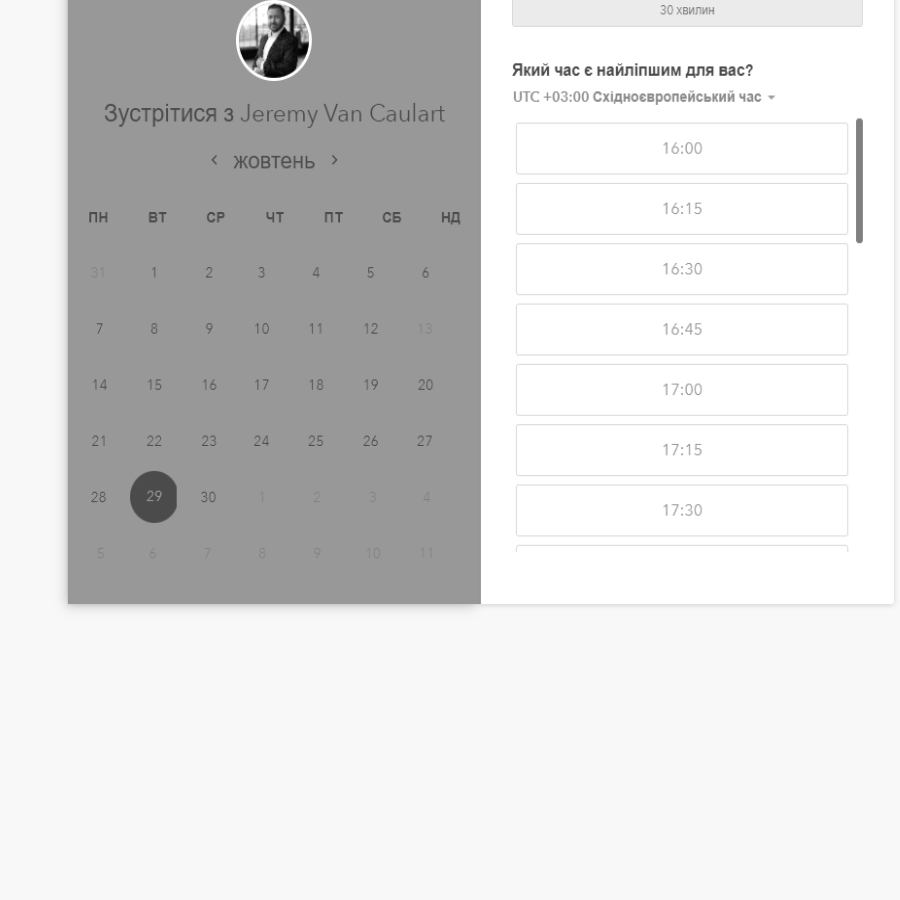 Зустрітися з Jeremy Van Caulart
‹ жовтень ›
ПН ВТ СР ЧТ ПТ СБ НД
31 1 2 3 4 5 6
7 8 9 10 11 12 13
14 15 16 17 18 19 20
21 22 23 24 25 26 27
28 29 30 1 2 3 4
5 6 7 8 9 10 11
30 хвилин
Який час є найліпшим для вас?
UTC +03:00 Східноєвропейський час
16:00
16:15
16:30
16:45
17:00
17:15
17:30